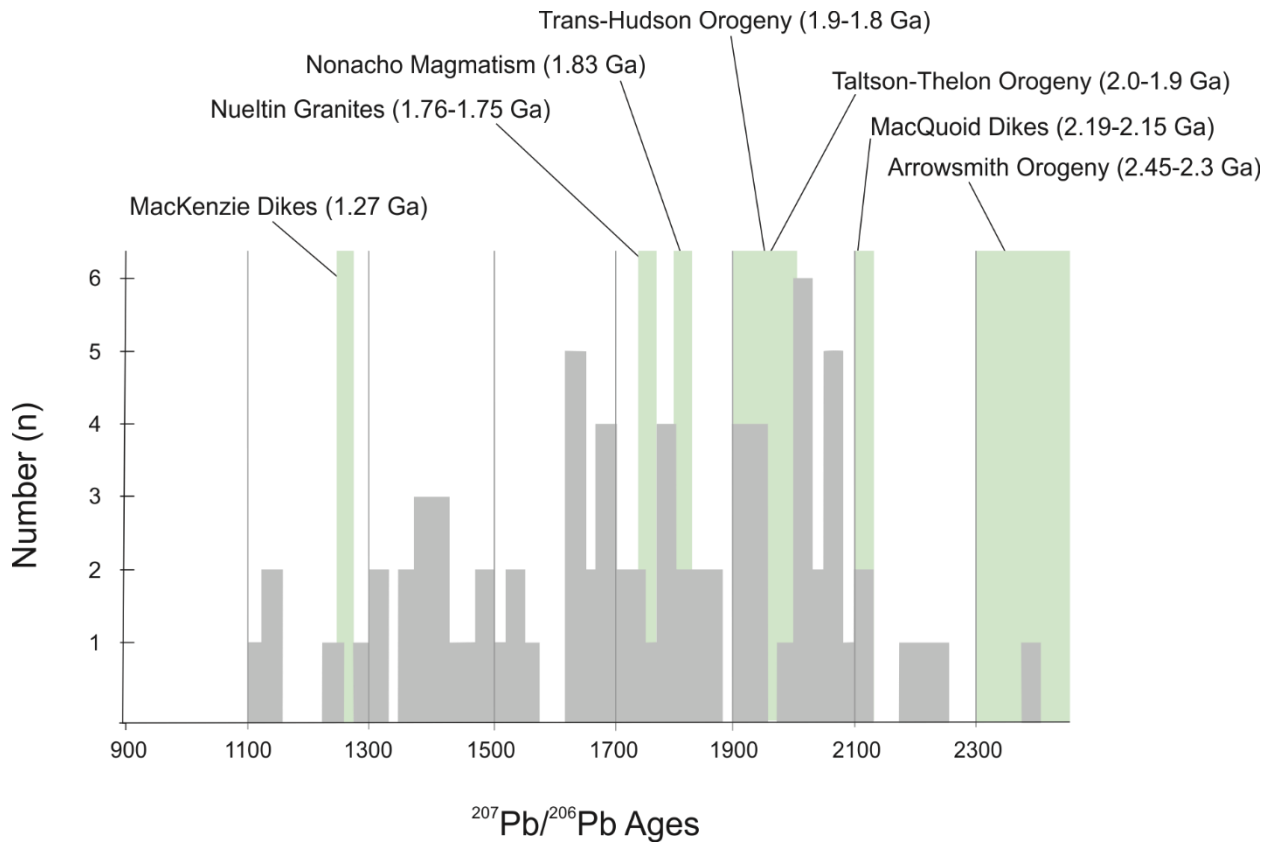 Trans-Hudson Orogeny (1.9-1.8 Ga)
Nonacho Magmatism (1.83 Ga)
Taltson-Thelon Orogeny (2.0-1.9 Ga)
Nueltin Granites (1.76-1.75 Ga)
MacQuoid Dikes (2.19-2.15 Ga)
Arrowsmith Orogeny (2.45-2.3 Ga)
MacKenzie Dikes (1.27 Ga)
6
5
4
3
2
1
Number (n)
900 1100 1300 1500 1700 1900 2100 2300
²⁰⁷Pb/²⁰⁶Pb Ages